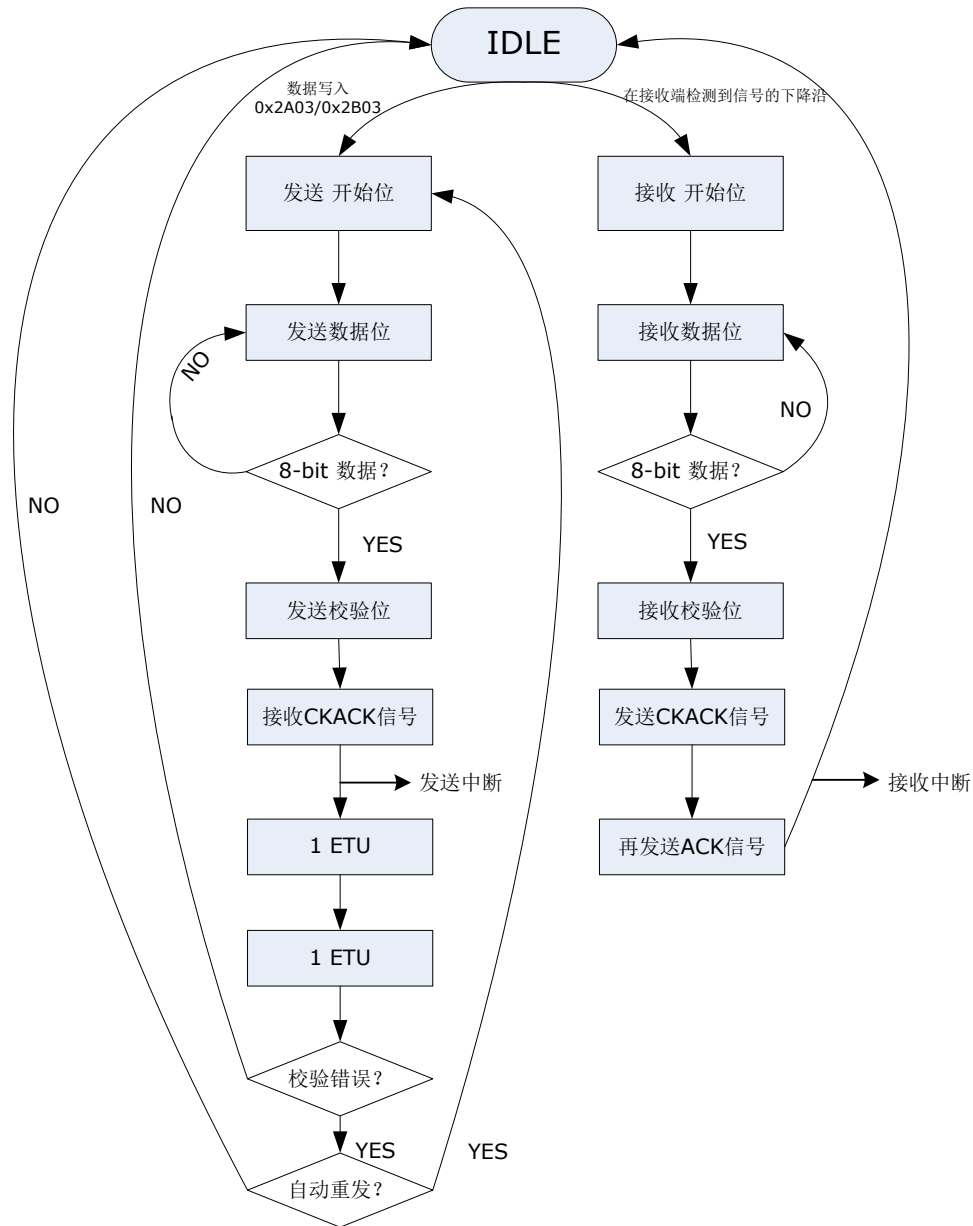 IDLE
数据写入
0x2A03/0x2B03
在接收端检测到信号的下降沿
发送 开始位
接收 开始位
发送数据位
接收数据位
NO
NO
8-bit 数据?
8-bit 数据?
NO
NO
YES
YES
发送校验位
接收校验位
接收CKACK信号
发送CKACK信号
发送中断
接收中断
1 ETU
再发送ACK信号
1 ETU
校验错误?
YES
YES
自动重发?